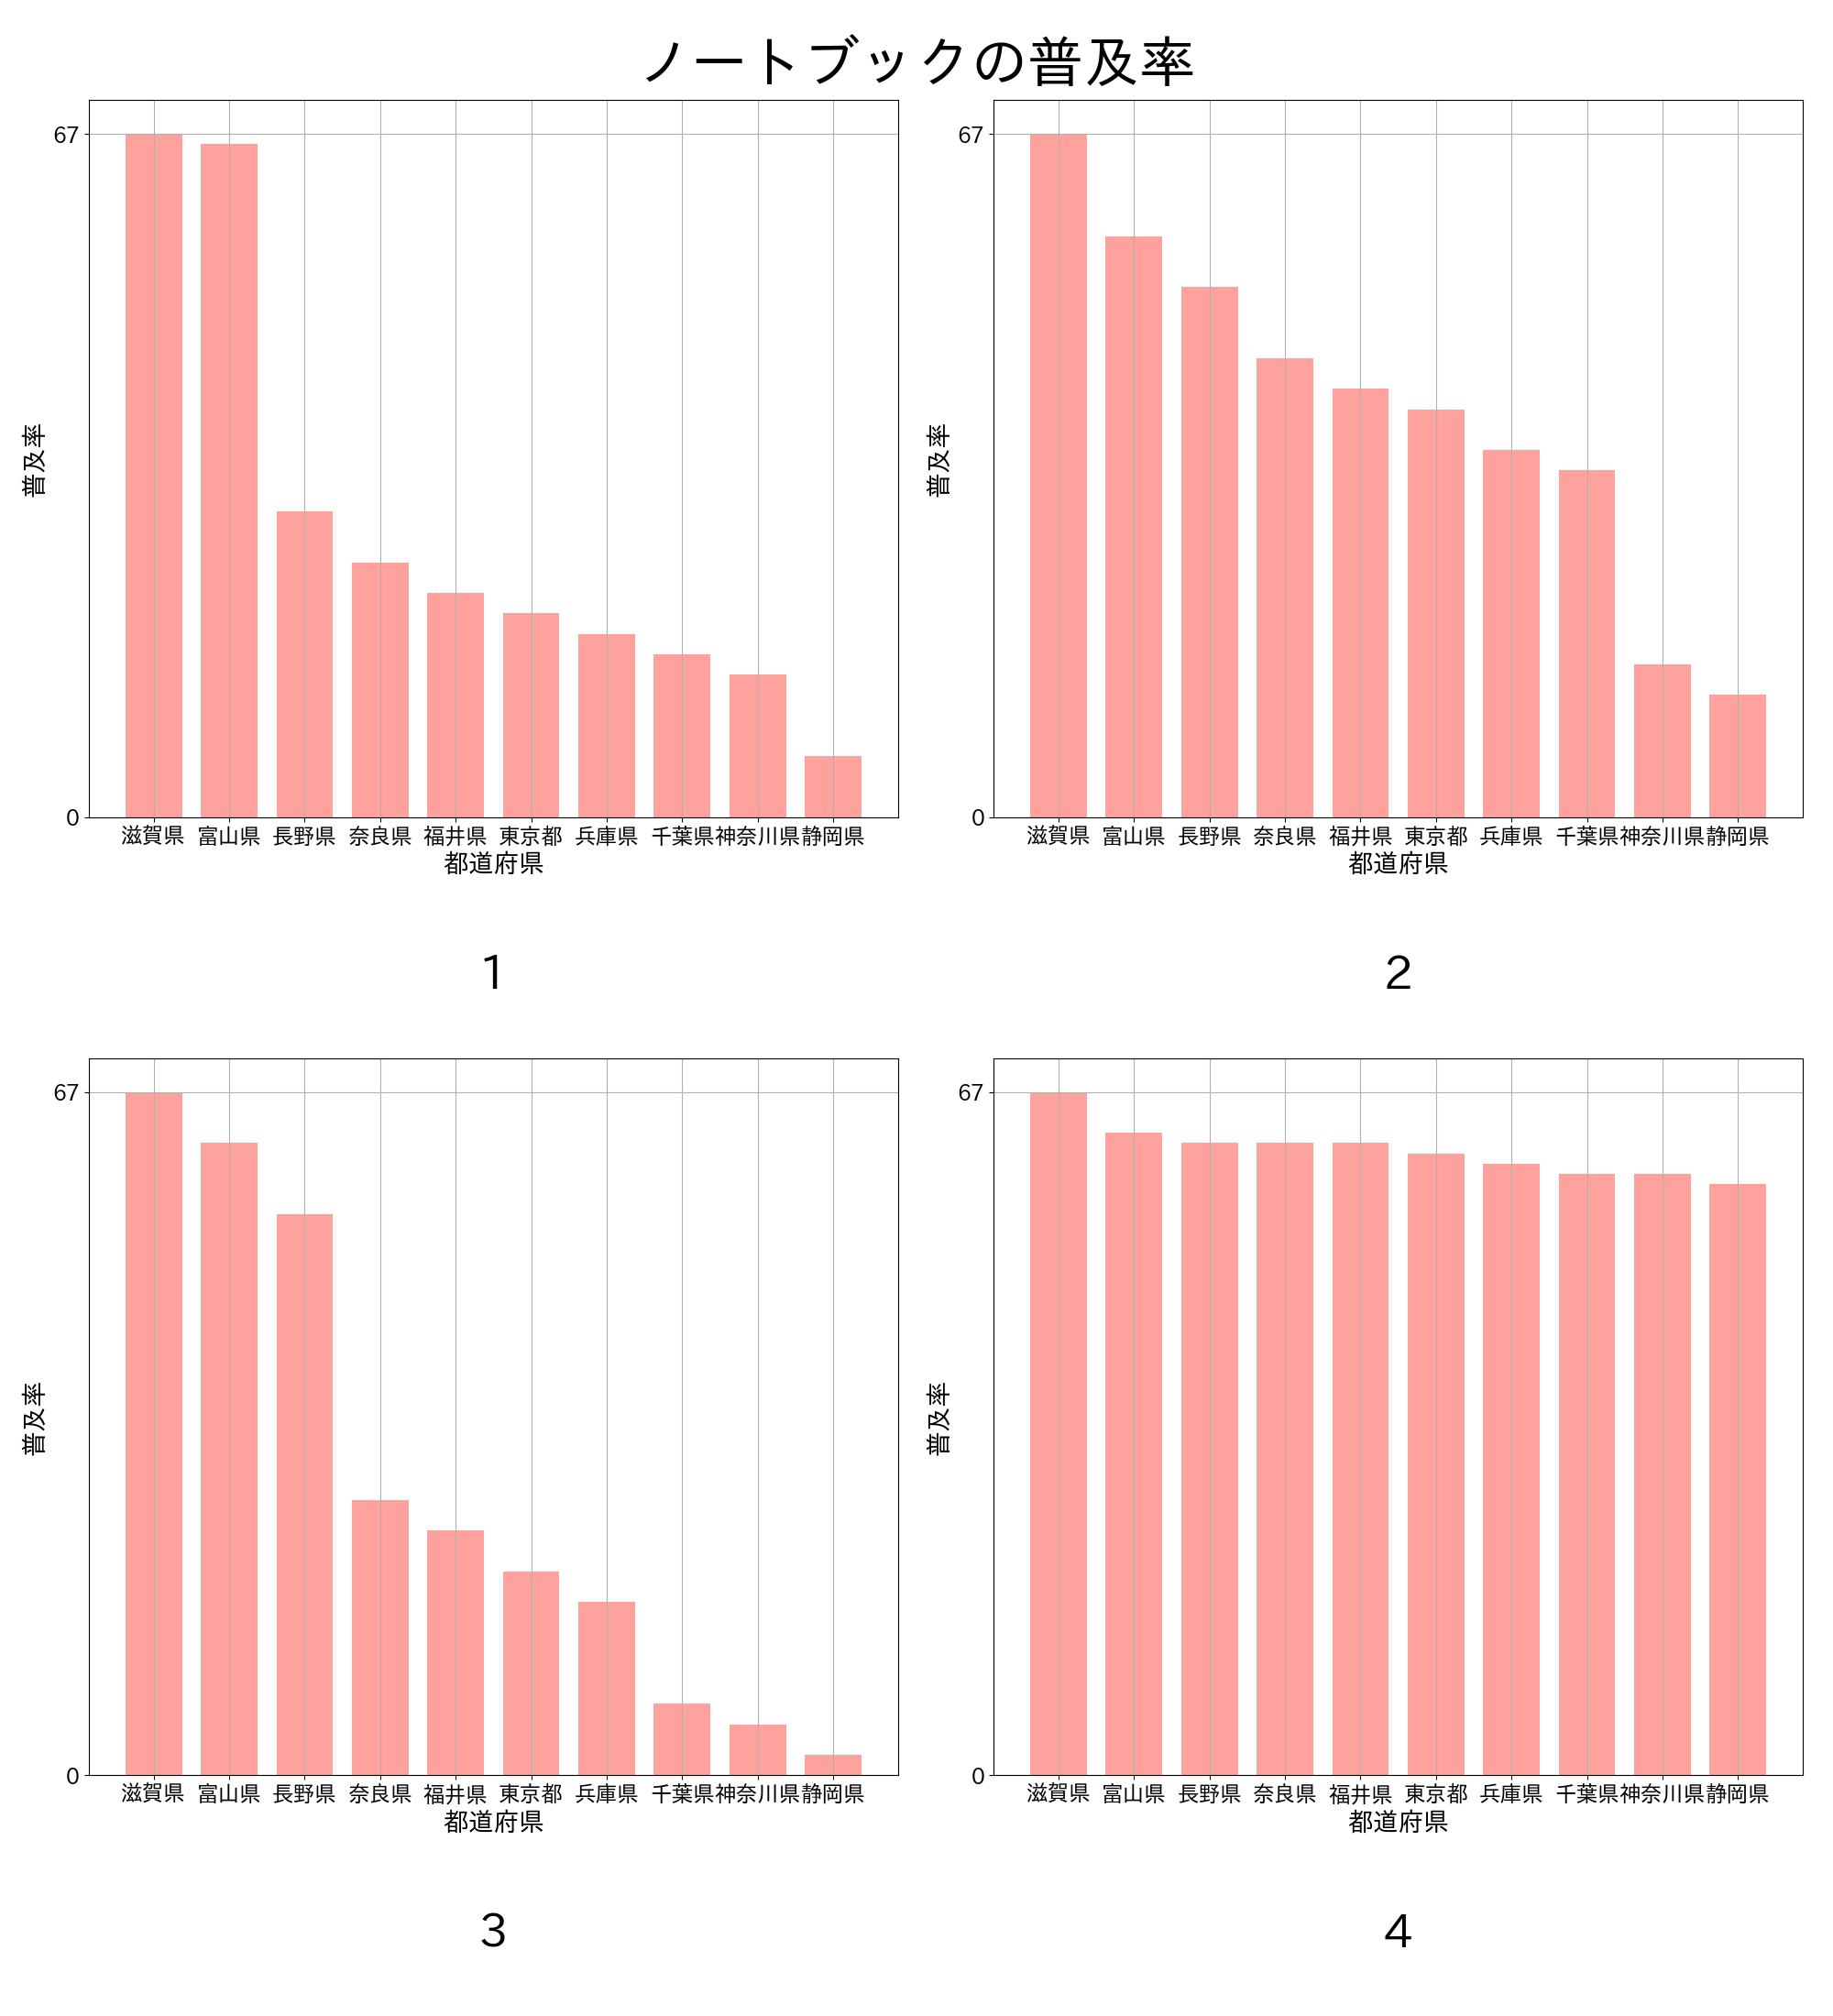 ノートブックの普及率
67
0
普及率
滋賀県 富山県 長野県 奈良県 福井県 東京都 兵庫県 千葉県 神奈川県 静岡県
都道府県
1
67
0
普及率
滋賀県 富山県 長野県 奈良県 福井県 東京都 兵庫県 千葉県 神奈川県 静岡県
都道府県
2
67
0
普及率
滋賀県 富山県 長野県 奈良県 福井県 東京都 兵庫県 千葉県 神奈川県 静岡県
都道府県
3
67
0
普及率
滋賀県 富山県 長野県 奈良県 福井県 東京都 兵庫県 千葉県 神奈川県 静岡県
都道府県
4